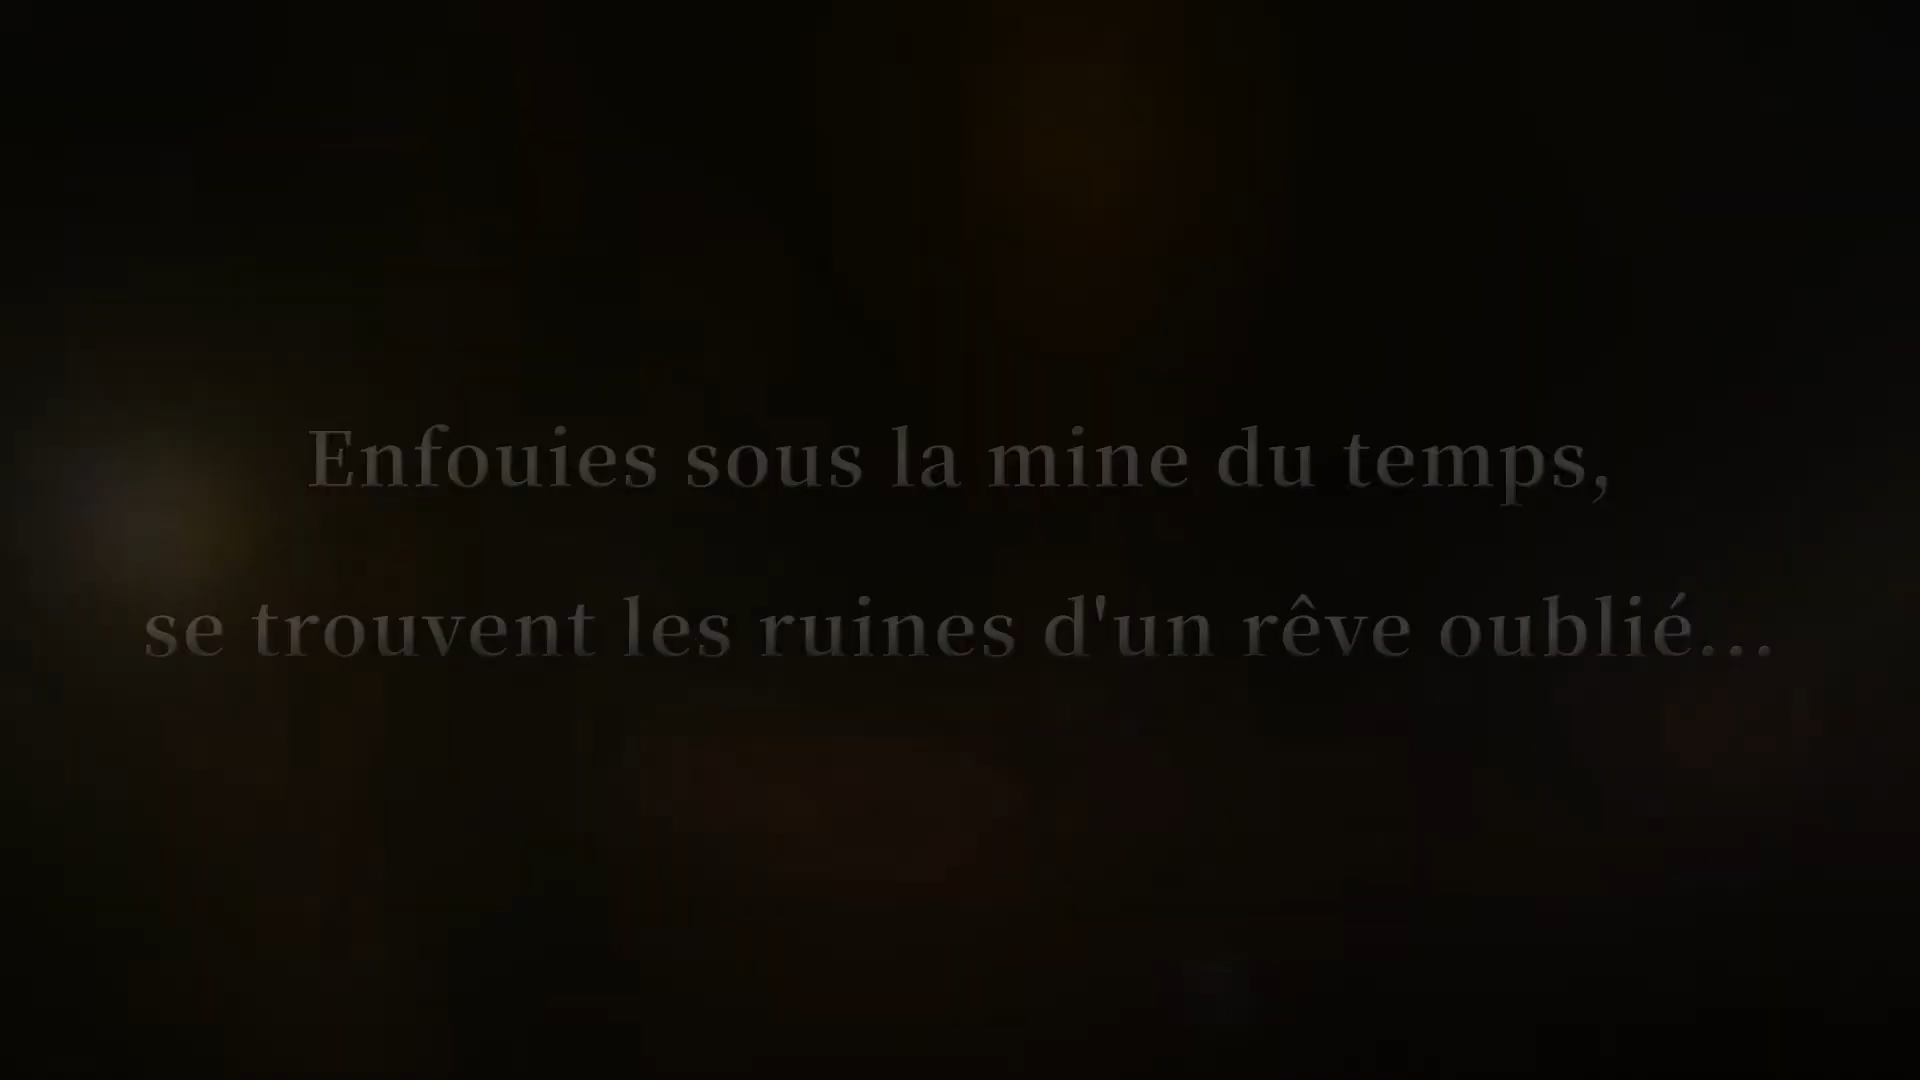 Enfouies sous la mine du temps,
se trouvent les ruines d'un rêve oublié...